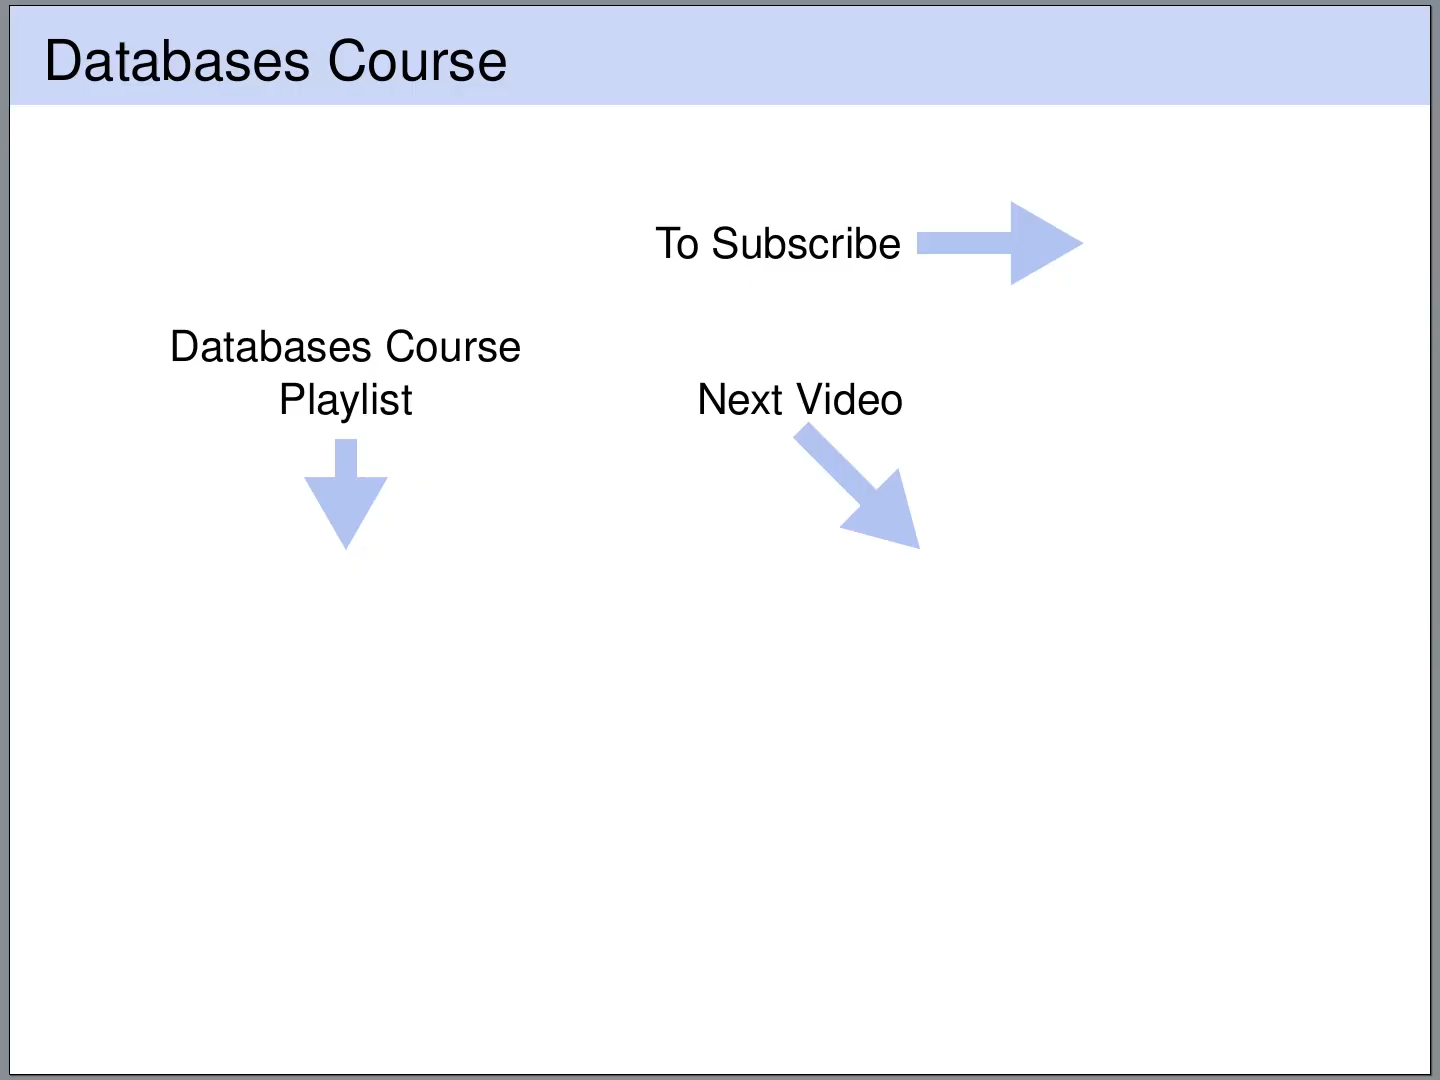 Databases Course
To Subscribe
Databases Course
Playlist
Next Video